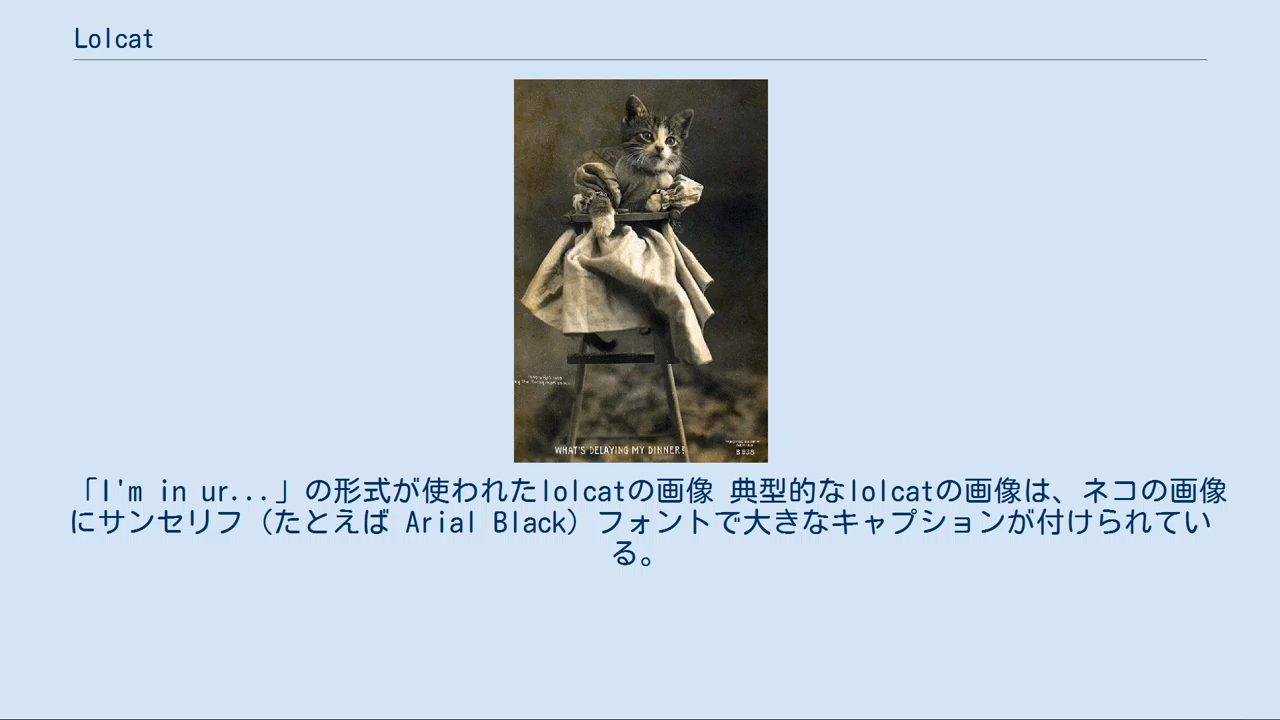 Lolcat
WHAT'S DELAYING MY DINNER?
「I'm in ur...」の形式が使われたlolcatの画像 典型的なlolcatの画像は、ネコの画像
にサンセリフ（たとえば Arial Black）フォントで大きなキャプションが付けられてい
る。